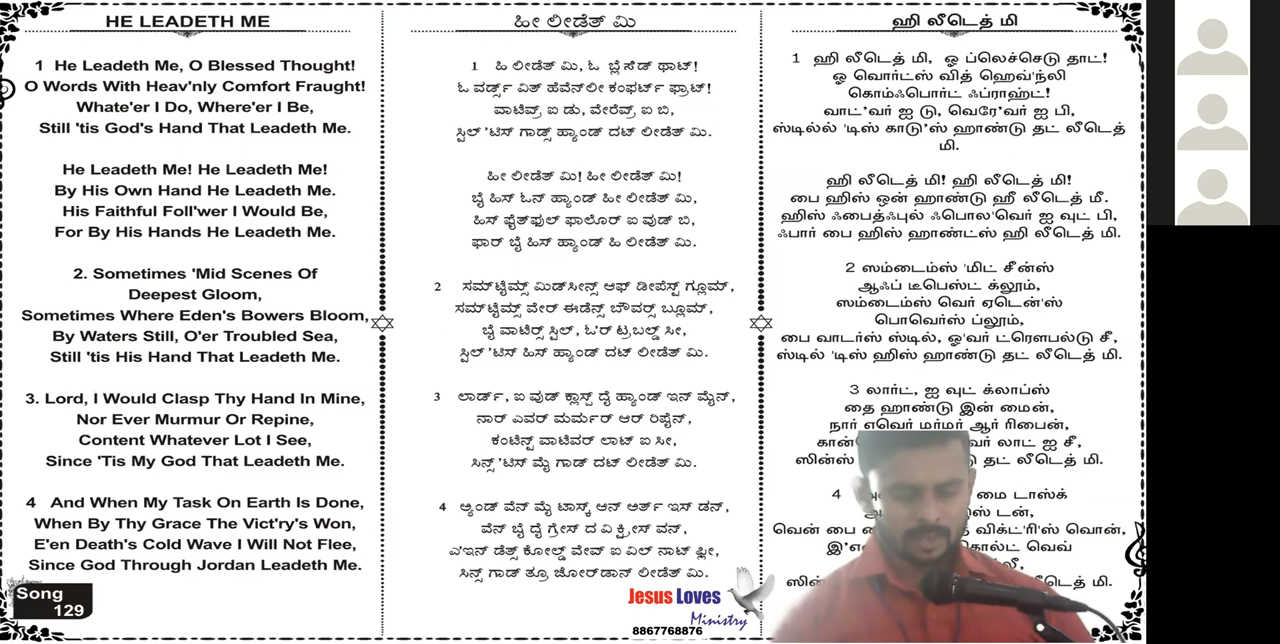 HE LEADETH ME
1 He Leadeth Me, O Blessed Thought!
O Words With Heav'nly Comfort Fraught!
Whate'er I Do, Where'er I Be,
Still 'tis God's Hand That Leadeth Me.
He Leadeth Me! He Leadeth Me!
By His Own Hand He Leadeth Me.
His Faithful Foll'wer I Would Be,
For By His Hands He Leadeth Me.
2. Sometimes 'Mid Scenes Of
Deepest Gloom,
Sometimes Where Eden's Bowers Bloom,
By Waters Still, O'er Troubled Sea,
Still 'tis His Hand That Leadeth Me.
3. Lord, I Would Clasp Thy Hand In Mine,
Nor Ever Murmur Or Repine,
Content Whatever Lot I See,
Since 'Tis My God That Leadeth Me.
4 And When My Task On Earth Is Done,
When By Thy Grace The Vict'ry's Won,
E'en Death's Cold Wave I Will Not Flee,
Since God Through Jordan Leadeth Me.
Song
129
ಹೀ ಲೀಡೆತ್ ಮಿ
1 ಹಿ ಲೀಡೆತ್ ಮಿ, ಓ ಬ್ಲೆಸೆಡ್ ಥಾಟ್!
ಓ ವರ್ಡ್ಸ್ ವಿತ್ ಹೆವೆನ್‌ಲೀ ಕಂಫರ್ಟ್ ಫ್ರಾಟ್!
ವಾಟಿವ್ರ್ ಐ ಡು, ವೇರೆವ್ರ್ ಐ ಬಿ,
ಸ್ಟಿಲ್ 'ಟಿಸ್ ಗಾಡ್ಸ್ ಹ್ಯಾಂಡ್ ದಟ್ ಲೀಡೆತ್ ಮಿ.
ಹೀ ಲೀಡೆತ್ ಮಿ! ಹೀ ಲೀಡೆತ್ ಮಿ!
ಬೈ ಹಿಸ್ ಓನ್ ಹ್ಯಾಂಡ್ ಹೀ ಲೀಡೆತ್ ಮಿ,
ಹಿಸ್ ಫೈತ್‌ಫುಲ್ ಫಾಲೊರ್ ಐ ವುಡ್ ಬಿ,
ಫಾರ್ ಬೈ ಹಿಸ್ ಹ್ಯಾಂಡ್ ಹಿ ಲೀಡೆತ್ ಮಿ.
2 ಸಮ್‌ಟೈಮ್ಸ್ ಮಿಡ್‌ಸೀನ್ಸ್ ಆಫ್ ಡೀಪೆಸ್ಟ್ ಗ್ಲೂಮ್,
ಸಮ್‌ಟೈಮ್ಸ್ ವೇರ್ ಈಡೆನ್ಸ್ ಬೌವರ್ಸ್ ಬ್ಲೂಮ್,
ಬೈ ವಾಟಿರ್ಸ್ ಸ್ಟಿಲ್, ಓ'ರ್ ಟ್ರಬಲ್ಡ್ ಸೀ,
ಸ್ಟಿಲ್ 'ಟಿಸ್ ಹಿಸ್ ಹ್ಯಾಂಡ್ ದಟ್ ಲೀಡೆತ್ ಮಿ.
3 ಲಾರ್ಡ್, ಐ ವುಡ್ ಕ್ಲಾಸ್ಪ್ ದೈ ಹ್ಯಾಂಡ್ ಇನ್ ಮೈನ್,
ನಾರ್ ಎವರ್ ಮರ್ಮರ್ ಆರ್ ರಿಪೈನ್,
ಕಂಟೆನ್ಟ್ ವಾಟಿವರ್ ಲಾಟ್ ಐ ಸೀ,
ಸಿನ್ಸ್ 'ಟಿಸ್ ಮೈ ಗಾಡ್ ದಟ್ ಲೀಡೆತ್ ಮಿ.
4 ಆ್ಯಂಡ್ ವೆನ್ ಮೈ ಟಾಸ್ಕ್ ಆನ್ ಅರ್ತ್ ಇಸ್ ಡನ್,
ವೆನ್ ಬೈ ದೈ ಗ್ರೇಸ್ ದ ವಿಕ್ಟ್ರೀಸ್ ವನ್,
ಎ'ಇನ್ ಡೆತ್ಸ್ ಕೋಲ್ಡ್ ವೇವ್ ಐ ವಿಲ್ ನಾಟ್ ಫ್ಲೀ,
ಸಿನ್ಸ್ ಗಾಡ್ ತ್ರೂ ಜೋರ್‌ಡಾನ್ ಲೀಡೆತ್ ಮಿ.
Jesus Loves
Ministry
8867768876
ஹி லீடெத் மி
1 ஹி லீடெத் மி, ஓ ப்லெச்செடு தாட்!
ஓ வொர்ட்ஸ் வித் ஹெவ்'ந்லி
கொம்ஃபொர்ட் ஃப்ராஹ்ட்!
வாட்'வர் ஐ டு, வெரே'வர் ஐ பி,
ஸ்டில்ல் 'டிஸ் காடு'ஸ் ஹாண்டு தட் லீடெத்
மி.
ஹி லீடெத் மி! ஹி லீடெத் மி!
பை ஹிஸ் ஒன் ஹாண்டு ஹீ லீடெத் மீ.
ஹிஸ் ஃபைத்ஃபுல் ஃபொல'வெர் ஐ வுட் பி,
ஃபார் பை ஹிஸ் ஹாண்ட்ஸ் ஹி லீடெத் மி.
2 ஸம்டைம்ஸ் 'மிட் சீன்ஸ்
ஆஃப் டீபெஸ்ட் க்லூம்,
ஸம்டைம்ஸ் வெர் ஏடென்'ஸ்
பொவெர்ஸ் ப்லூம்,
பை வாடர்ஸ் ஸ்டில், ஓ'வர் ட்ரௌபல்டு சீ,
ஸ்டில் 'டிஸ் ஹிஸ் ஹாண்டு தட் லீடெத் மி.
3 லார்ட், ஐ வுட் க்லாப்ஸ்
தை ஹாண்டு இன் மைன்,
நார் எவெர் மர்மர் ஆர் ரிபைன்,
லாட் ஐ சீ,
ஸின்ஸ் தட் லீடெத் மி.
4 மை டாஸ்க்
டன்,
வென் பை விக்ட்'ரி'ஸ் வொன்,
வெவ்
லீடெத் மி.